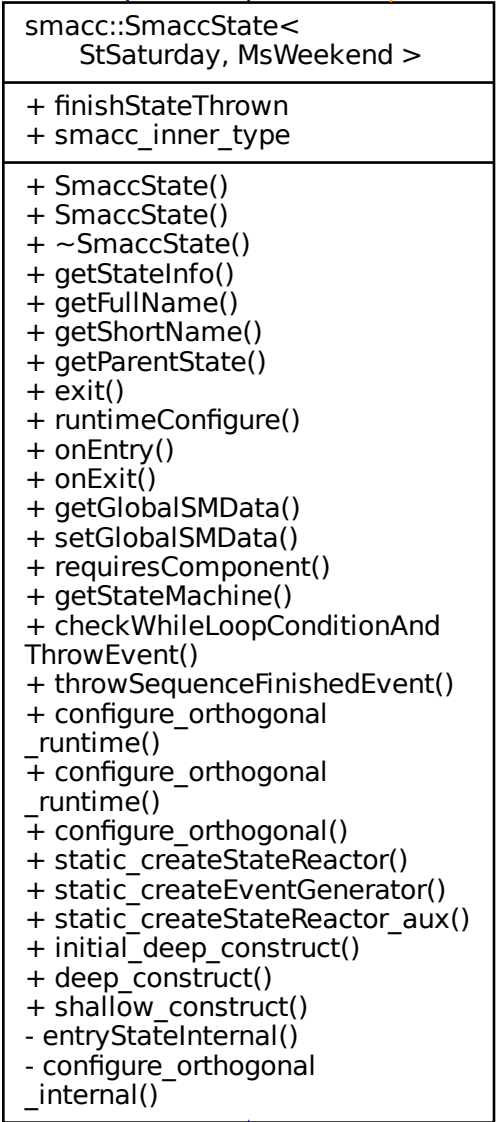 smacc::SmaccState<
StSaturday, MsWeekend >
+ finishStateThrown
+ smacc_inner_type
+ SmaccState()
+ SmaccState()
+ ~SmaccState()
+ getStateInfo()
+ getFullName()
+ getShortName()
+ getParentState()
+ exit()
+ runtimeConfigure()
+ onEntry()
+ onExit()
+ getGlobalSMData()
+ setGlobalSMData()
+ requiresComponent()
+ getStateMachine()
+ checkWhileLoopConditionAnd
ThrowEvent()
+ throwSequenceFinishedEvent()
+ configure_orthogonal
_runtime()
+ configure_orthogonal
_runtime()
+ configure_orthogonal()
+ static_createStateReactor()
+ static_createEventGenerator()
+ static_createStateReactor_aux()
+ initial_deep_construct()
+ deep_construct()
+ shallow_construct()
- entryStateInternal()
- configure_orthogonal
_internal()